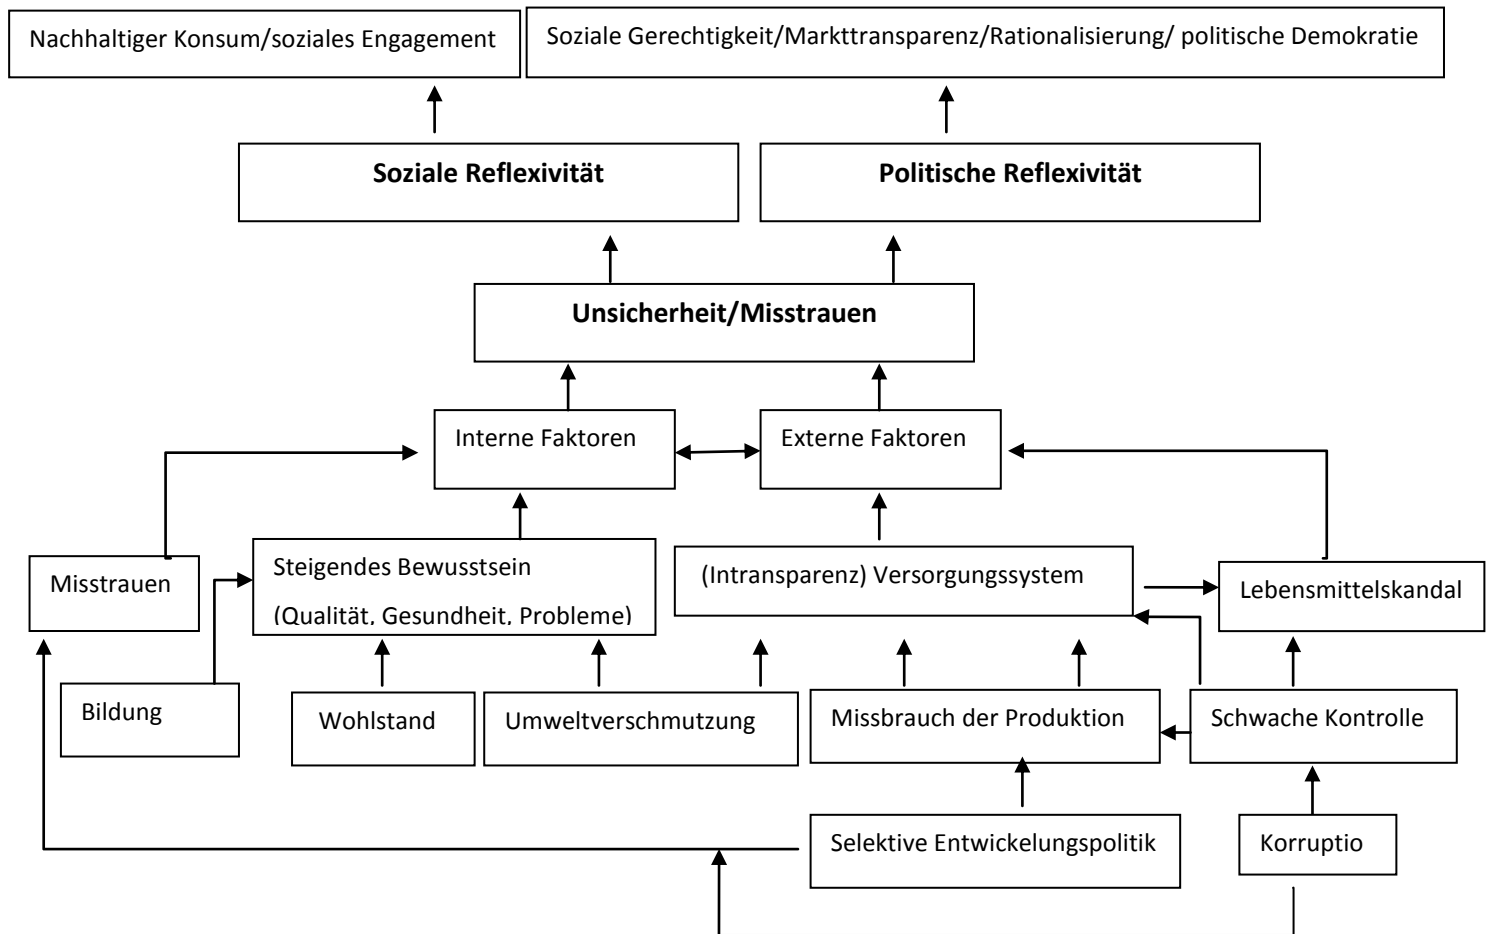 Nachhaltiger Konsum/soziales Engagement
Soziale Gerechtigkeit/Markttransparenz/Rationalisierung/ politische Demokratie
Soziale Reflexivität
Politische Reflexivität
Unsicherheit/Misstrauen
Interne Faktoren
Externe Faktoren
Misstrauen
Steigendes Bewusstsein
(Qualität, Gesundheit, Probleme)
(Intransparenz) Versorgungssystem
Lebensmittelskandal
Bildung
Wohlstand
Umweltverschmutzung
Missbrauch der Produktion
Schwache Kontrolle
Selektive Entwickelungspolitik
Korruptio